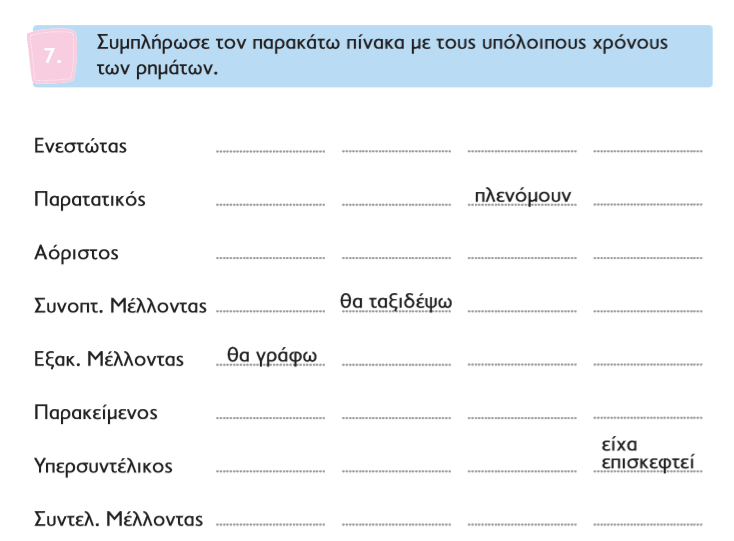 7.
Συμπλήρωσε τον παρακάτω πίνακα με τους υπόλοιπους χρόνους
των ρημάτων.
Ενεστώτας
Παρατατικός πλενόμουν
Αόριστος
Συνοπτ. Μέλλοντας θα ταξιδέψω
Εξακ. Μέλλοντας θα γράφω
Παρακείμενος
είχα
Υπερσυντέλικος επισκεφτεί
Συντελ. Μέλλοντας